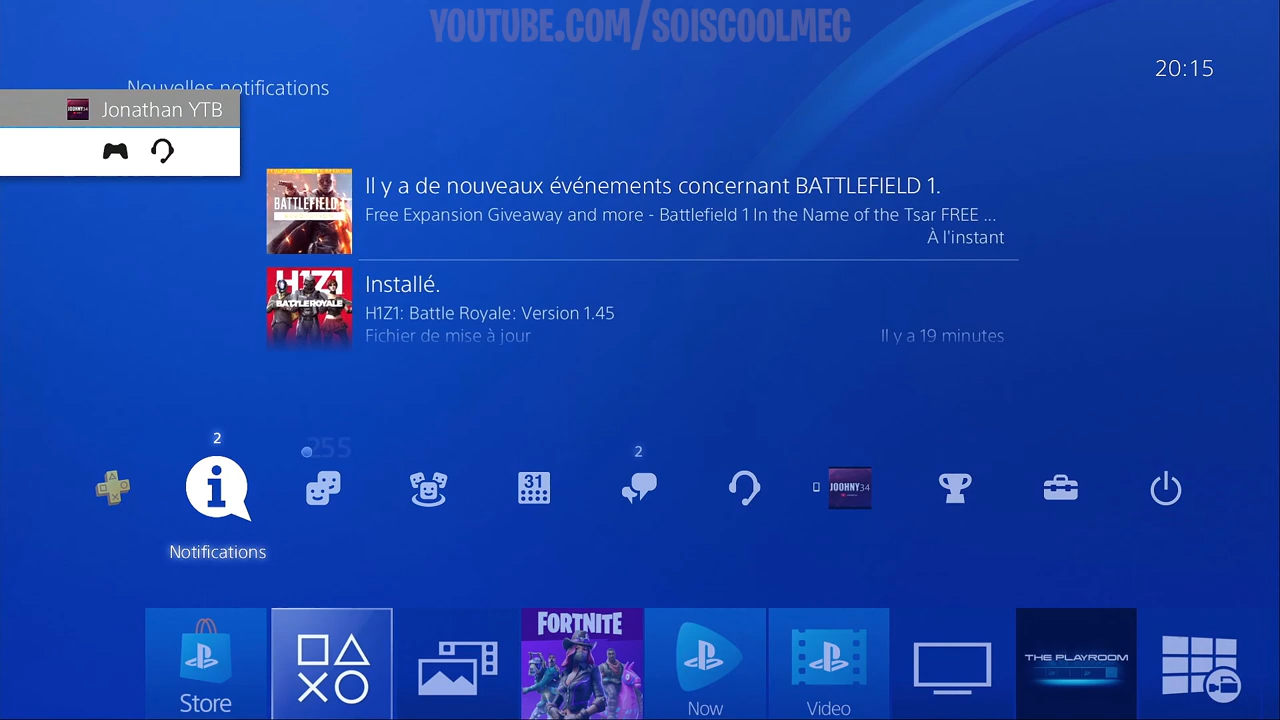 YOUTUBE.COM/SOISCOOLMEC
20:15
Nouvelles notifications
Jonathan YTB
Il y a de nouveaux événements concernant BATTLEFIELD 1.
Free Expansion Giveaway and more - Battlefield 1 In the Name of the Tsar FREE ...
À l'instant
BATTLEFIELD 1
Installé.
H1Z1: Battle Royale: Version 1.45
Fichier de mise à jour
Il y a 19 minutes
H1Z1
BATTLE ROYALE
2
255
2
31
JOOHNY34
Notifications
FORTNITE
THE PLAYROOM
Store
Now
Video